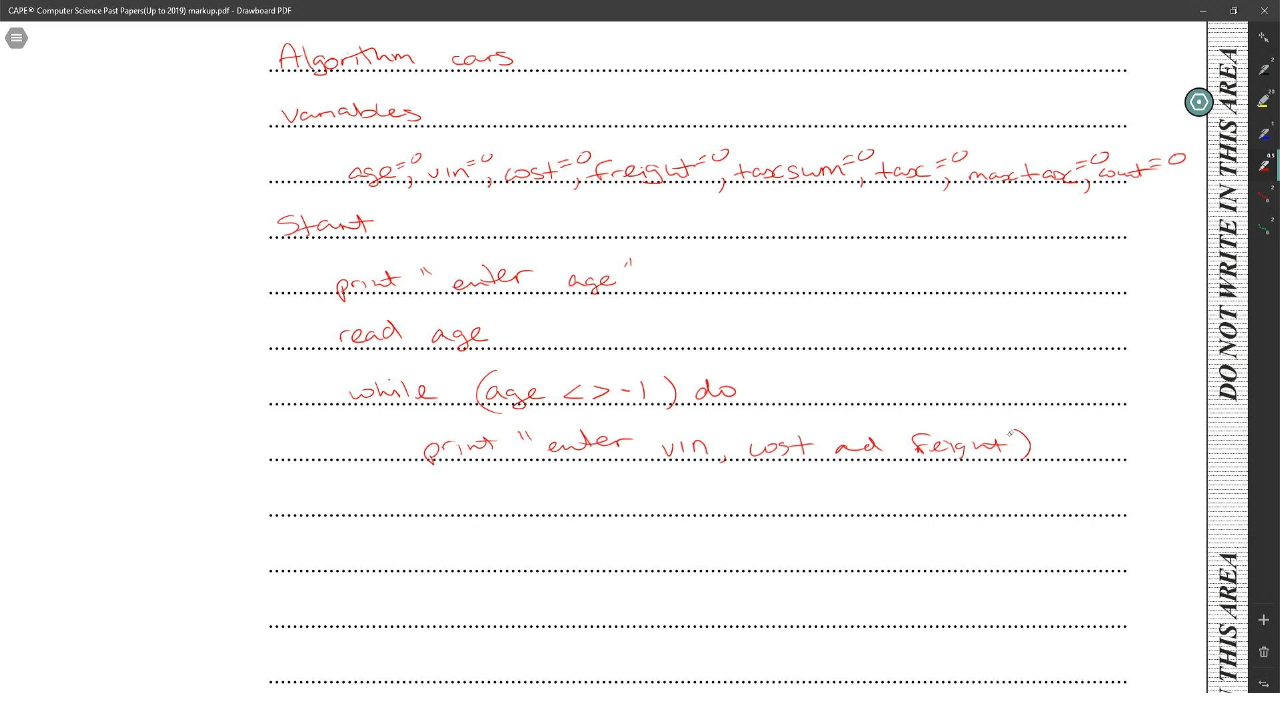 CAPE® Computer Science Past Papers(Up to 2019) markup.pdf - Drawboard PDF
Algorithm cars
variables
age=0, vin=0, cost=0, freight=0, taxsum=0, tax=0, maxtax=0, count=0
Start
print "enter age"
read age
while (age <> -1) do
print "enter vin, cost and freight")
DO NOT WRITE IN THIS AREA
THIS AREA